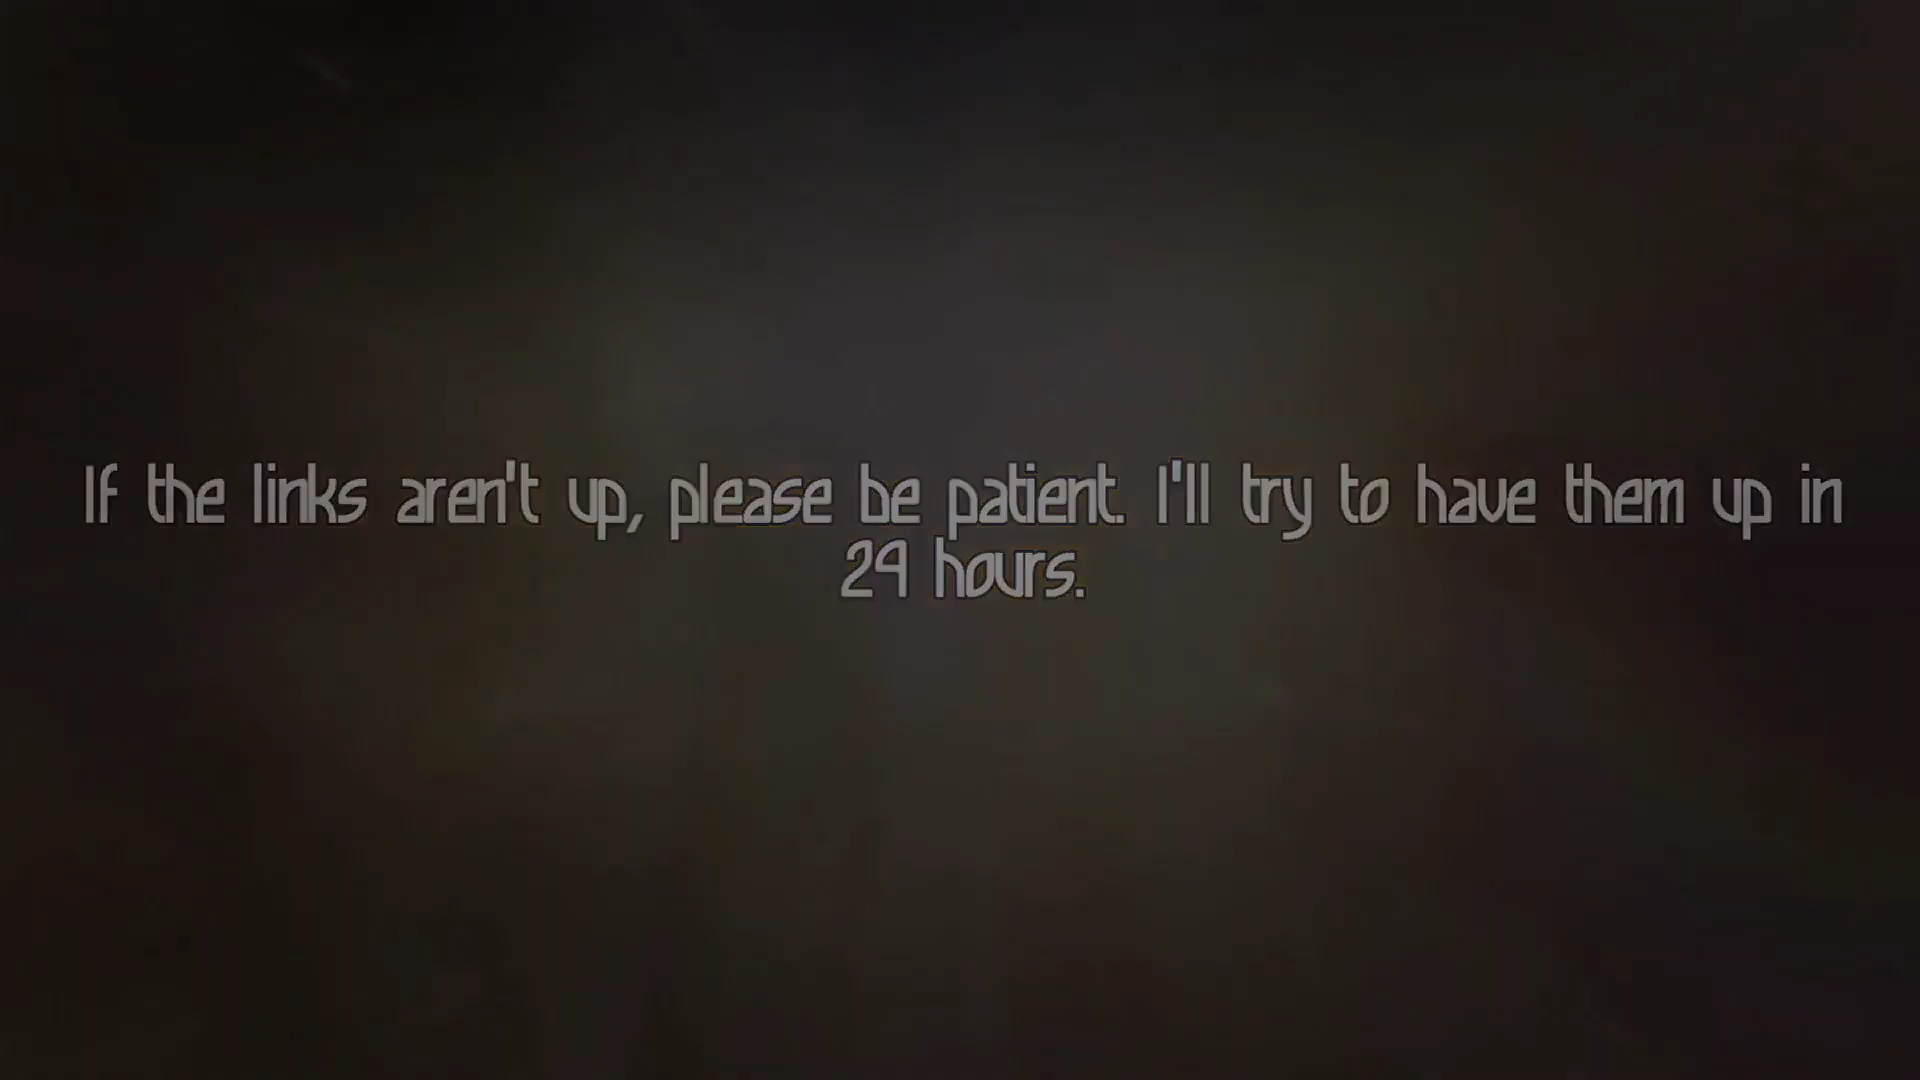 If the links aren't up, please be patient. I'll try to have them up in
24 hours.